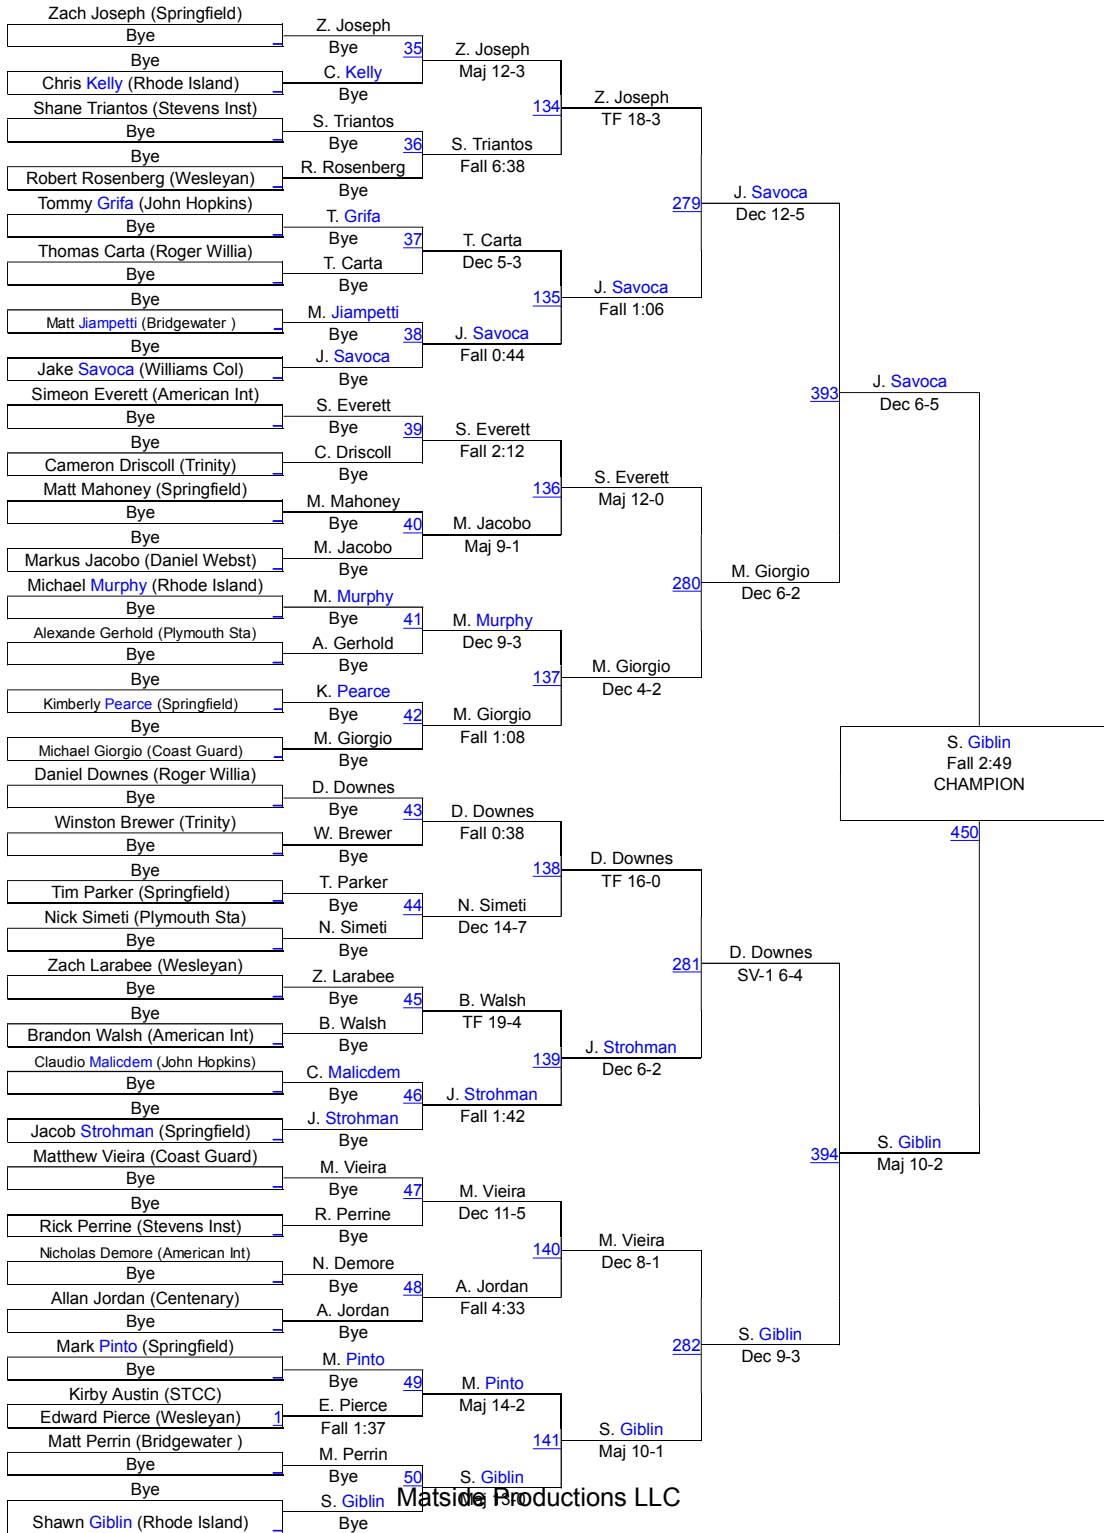 Zach Joseph (Springfield)
Bye
Bye
Chris Kelly (Rhode Island)
Shane Triantos (Stevens Inst)
Bye
Bye
Robert Rosenberg (Wesleyan)
Tommy Grifa (John Hopkins)
Bye
Thomas Carta (Roger Willia)
Bye
Bye
Matt Jiampetti (Bridgewater )
Bye
Jake Savoca (Williams Col)
Simeon Everett (American Int)
Bye
Bye
Cameron Driscoll (Trinity)
Matt Mahoney (Springfield)
Bye
Bye
Markus Jacobo (Daniel Webst)
Michael Murphy (Rhode Island)
Bye
Alexande Gerhold (Plymouth Sta)
Bye
Bye
Kimberly Pearce (Springfield)
Bye
Michael Giorgio (Coast Guard)
Daniel Downes (Roger Willia)
Bye
Winston Brewer (Trinity)
Bye
Bye
Tim Parker (Springfield)
Nick Simeti (Plymouth Sta)
Bye
Zach Larabee (Wesleyan)
Bye
Bye
Brandon Walsh (American Int)
Claudio Malicdem (John Hopkins)
Bye
Bye
Jacob Strohman (Springfield)
Matthew Vieira (Coast Guard)
Bye
Bye
Rick Perrine (Stevens Inst)
Nicholas Demore (American Int)
Bye
Allan Jordan (Centenary)
Bye
Mark Pinto (Springfield)
Bye
Kirby Austin (STCC)
Edward Pierce (Wesleyan) 1
Matt Perrin (Bridgewater )
Bye
Bye
Shawn Giblin (Rhode Island)
Z. Joseph
Bye 35
C. Kelly
Bye
S. Triantos
Bye 36
R. Rosenberg
Bye
T. Grifa
Bye 37
T. Carta
Bye
M. Jiampetti
Bye 38
J. Savoca
Bye
S. Everett
Bye 39
C. Driscoll
Bye
M. Mahoney
Bye 40
M. Jacobo
Bye
M. Murphy
Bye 41
A. Gerhold
Bye
K. Pearce
Bye 42
M. Giorgio
Bye
D. Downes
Bye 43
W. Brewer
Bye
T. Parker
Bye 44
N. Simeti
Bye
Z. Larabee
Bye 45
B. Walsh
Bye
C. Malicdem
Bye 46
J. Strohman
Bye
M. Vieira
Bye 47
R. Perrine
Bye
N. Demore
Bye 48
A. Jordan
Bye
M. Pinto
Bye 49
E. Pierce
Fall 1:37
M. Perrin
Bye 50
S. Giblin
Bye
Z. Joseph
Maj 12-3
134
S. Triantos
Fall 6:38
T. Carta
Dec 5-3
135
J. Savoca
Fall 0:44
S. Everett
Fall 2:12
136
M. Jacobo
Maj 9-1
M. Murphy
Dec 9-3
137
M. Giorgio
Fall 1:08
D. Downes
Fall 0:38
138
N. Simeti
Dec 14-7
B. Walsh
TF 19-4
139
J. Strohman
Fall 1:42
M. Vieira
Dec 11-5
140
A. Jordan
Fall 4:33
M. Pinto
Maj 14-2
141
S. Giblin
Maj 13-0
Z. Joseph
TF 18-3
279
J. Savoca
Fall 1:06
S. Everett
Maj 12-0
280
M. Giorgio
Dec 4-2
D. Downes
TF 16-0
281
J. Strohman
Dec 6-2
M. Vieira
Dec 8-1
282
S. Giblin
Maj 10-1
J. Savoca
Dec 12-5
393
M. Giorgio
Dec 6-2
D. Downes
SV-1 6-4
394
S. Giblin
Dec 9-3
J. Savoca
Dec 6-5
S. Giblin
Maj 10-2
S. Giblin
Fall 2:49
CHAMPION
450
Matside Productions LLC